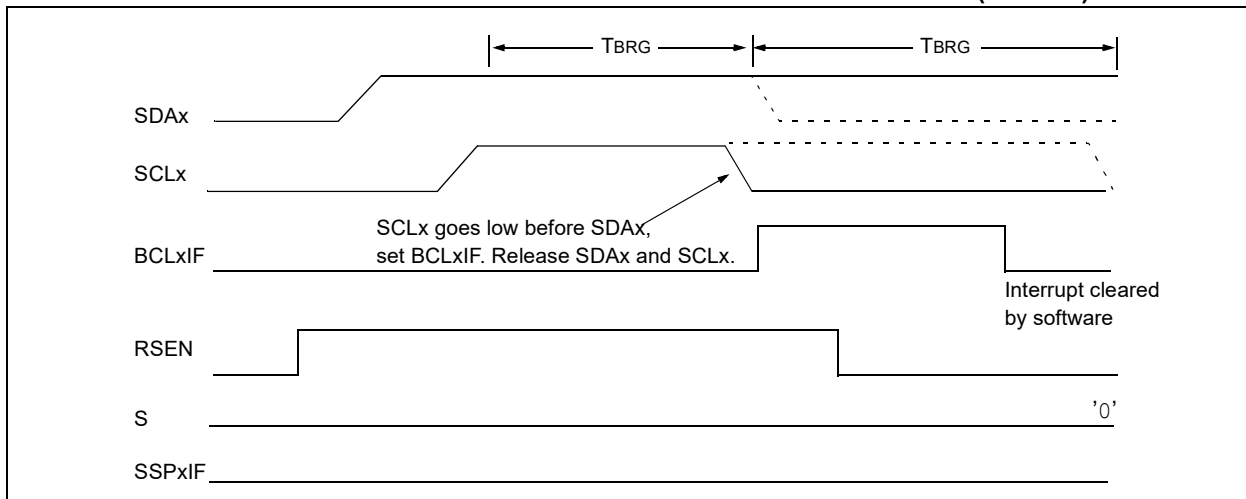 TBRG TBRG
SDAx
SCLx
SCLx goes low before SDAx,
set BCLxIF. Release SDAx and SCLx.
BCLxIF
Interrupt cleared
by software
RSEN
S
'0'
SSPxIF